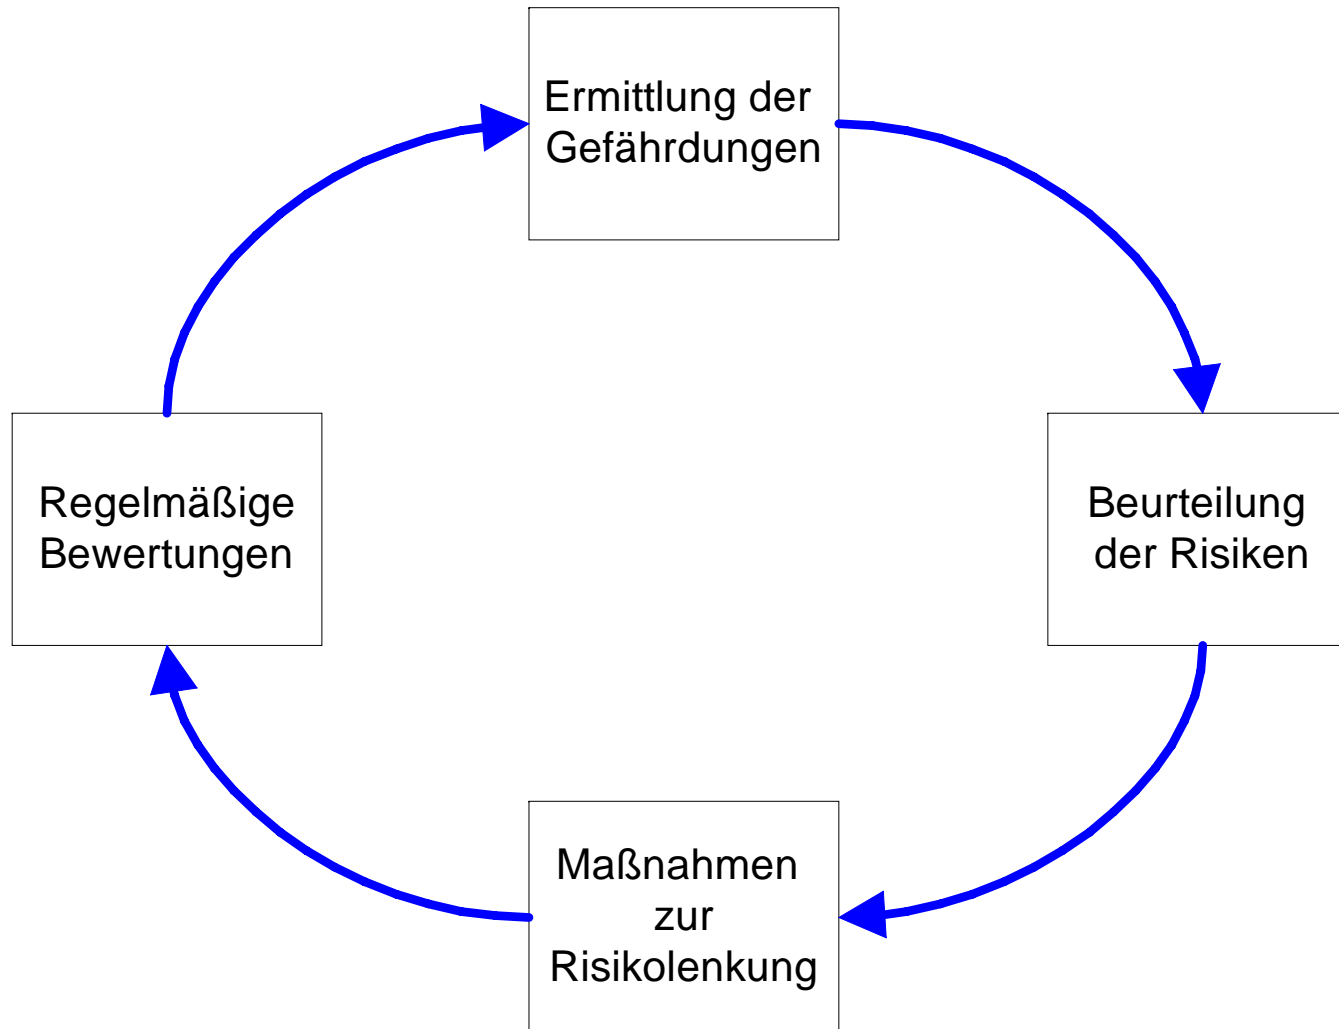 Ermittlung der
Gefährdungen
Regelmäßige
Bewertungen
Beurteilung
der Risiken
Maßnahmen
zur
Risikolenkung